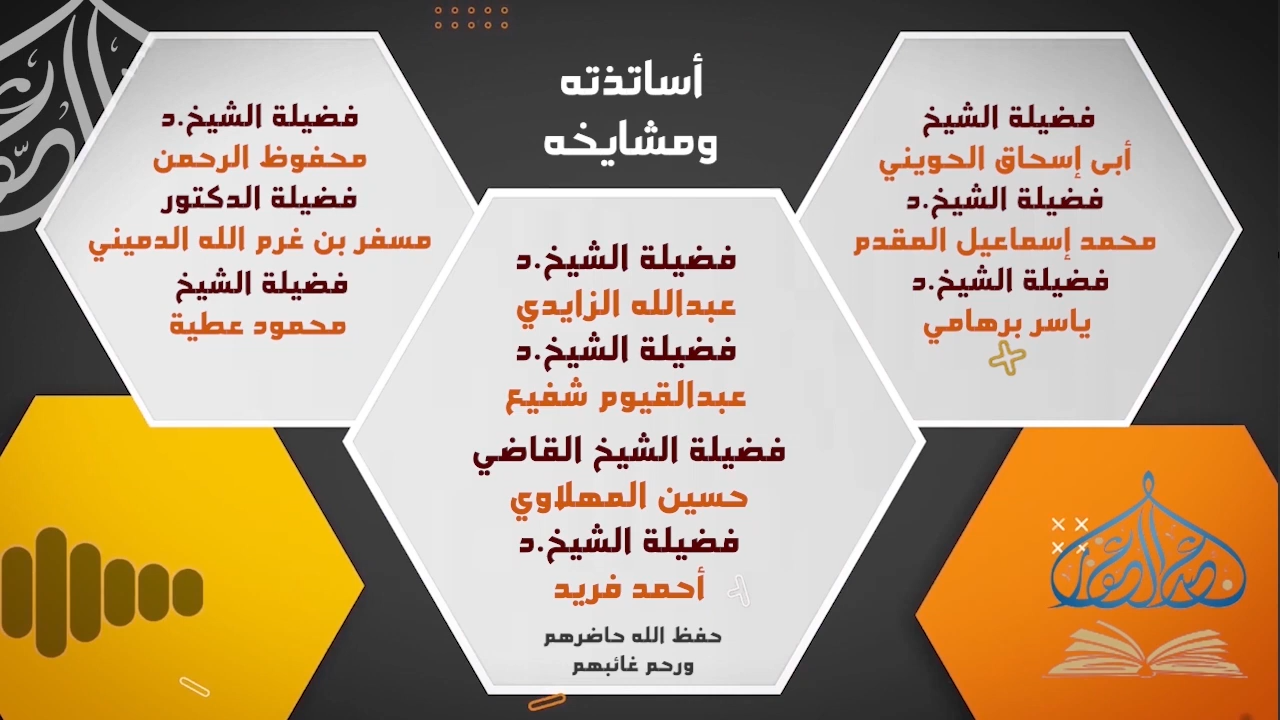 أساتذته
ومشايخه
فضيلة الشيخ
أبى إسحاق الحويني
فضيلة الشيخ.د
محمد إسماعيل المقدم
فضيلة الشيخ.د
ياسر برهامي
فضيلة الشيخ.د
عبدالله الزايدي
فضيلة الشيخ.د
عبدالقيوم شفيع
فضيلة الشيخ القاضي
حسين المهلاوي
فضيلة الشيخ.د
أحمد فريد
حفظ الله حاضرهم
ورحم غائبهم
فضيلة الشيخ.د
محفوظ الرحمن
فضيلة الدكتور
مسفر بن غرم الله الدميني
فضيلة الشيخ
محمود عطية